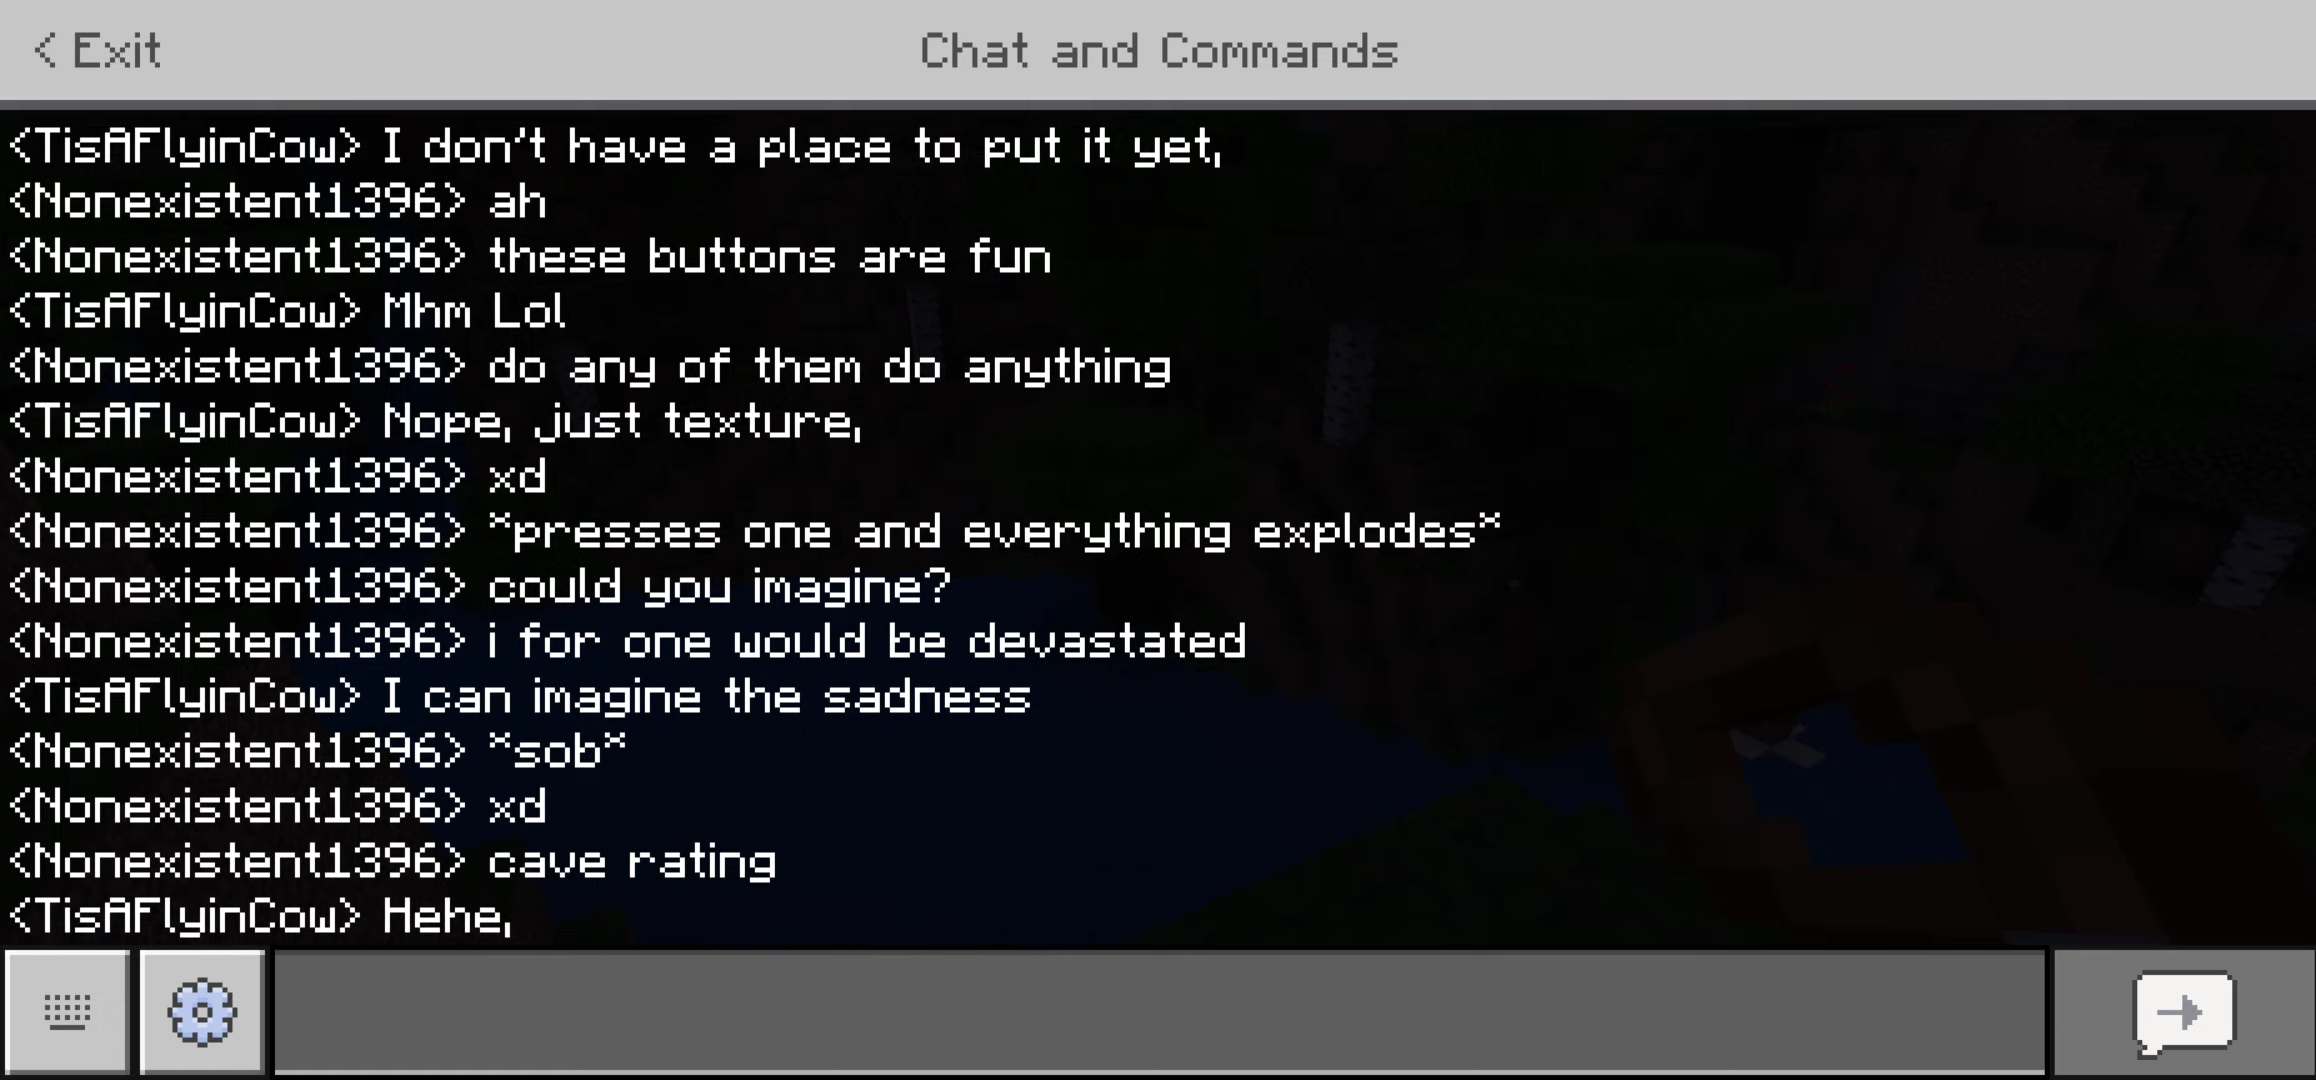 < Exit
Chat and Commands
<TisAFlyinCow> I don't have a place to put it yet,
<Nonexistent1396> ah
<Nonexistent1396> these buttons are fun
<TisAFlyinCow> Mhm Lol
<Nonexistent1396> do any of them do anything
<TisAFlyinCow> Nope, just texture,
<Nonexistent1396> xd
<Nonexistent1396> *presses one and everything explodes*
<Nonexistent1396> could you imagine?
<Nonexistent1396> i for one would be devastated
<TisAFlyinCow> I can imagine the sadness
<Nonexistent1396> *sob*
<Nonexistent1396> xd
<Nonexistent1396> cave rating
<TisAFlyinCow> Hehe,